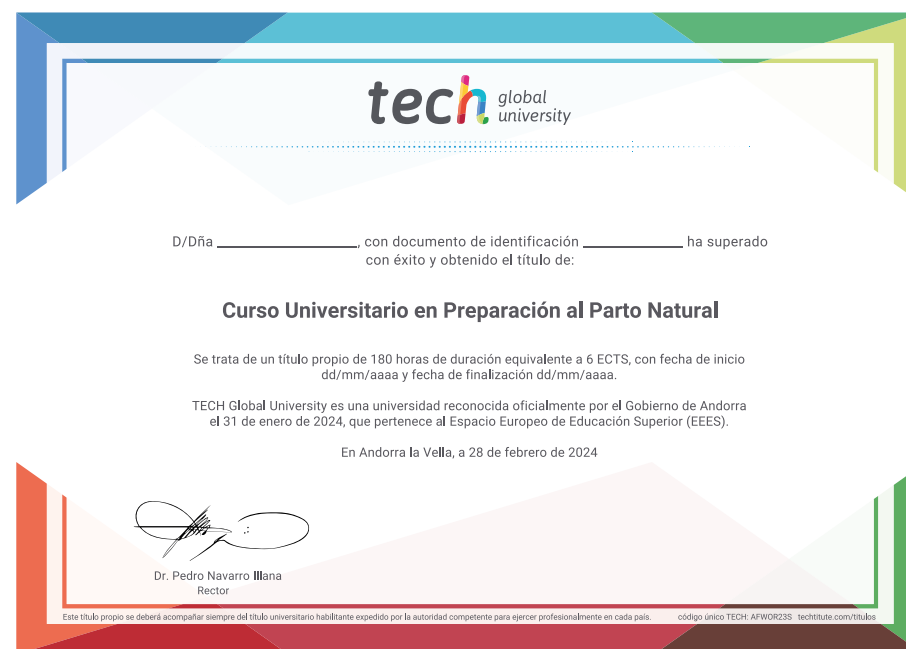 tech global university
D/Dña ______________, con documento de identificación __________ ha superado
con éxito y obtenido el título de:
Curso Universitario en Preparación al Parto Natural
Se trata de un título propio de 180 horas de duración equivalente a 6 ECTS, con fecha de inicio
dd/mm/aaaa y fecha de finalización dd/mm/aaaa.
TECH Global University es una universidad reconocida oficialmente por el Gobierno de Andorra
el 31 de enero de 2024, que pertenece al Espacio Europeo de Educación Superior (EEES).
En Andorra la Vella, a 28 de febrero de 2024
Dr. Pedro Navarro Illana
Rector
Este título propio se deberá acompañar siempre del título universitario habilitante expedido por la autoridad competente para ejercer profesionalmente en cada país. código único TECH: AFWOR23S techtitute.com/titulos